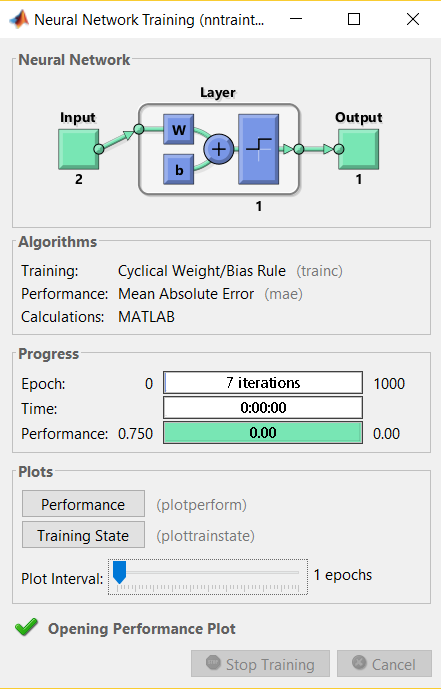 Neural Network Training (nntraint...
Neural Network
Layer
Input
Output
W
b
+
2
1
1
Algorithms
Training: Cyclical Weight/Bias Rule (trainc)
Performance: Mean Absolute Error (mae)
Calculations: MATLAB
Progress
Epoch: 0 7 iterations 1000
Time: 0:00:00
Performance: 0.750 0.00 0.00
Plots
Performance (plotperform)
Training State (plottrainstate)
Plot Interval: 1 epochs
Opening Performance Plot
Stop Training Cancel